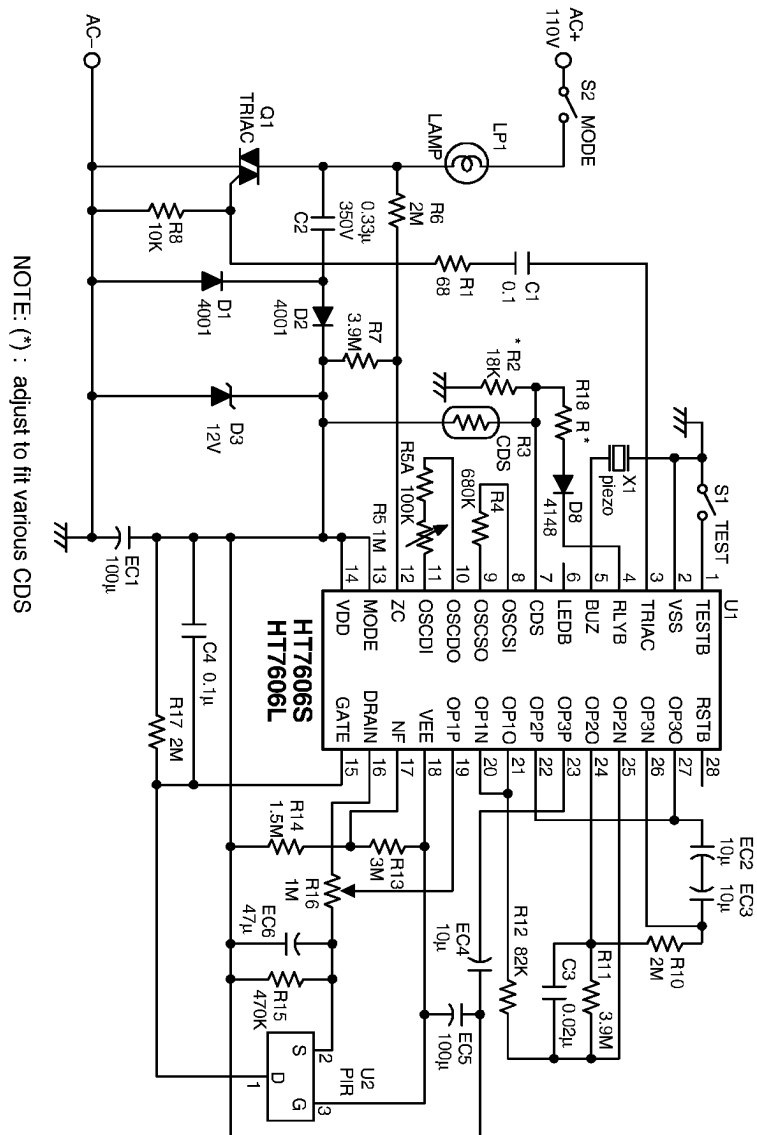 AC+
110V
S2 MODE
LP1
LAMP
Q1
TRIAC
AC–
R6
2M
0.33µ
350V
C2
R8
10K
C1
0.1
R1
68
D1
4001
D2
4001
R7
3.9M
D3
12V
* R2
18K
R18 R*
R3
CDS
R5A
100K
R5 1M
R4
680K
D8
4148
X1
piezo
S1 TEST
EC1
100µ
C4 0.1µ
R17 2M
U1
1 TESTB
2 VSS
3 TRIAC
4 RLYB
5 BUZ
6 LEDB
7 CDS
8 OSCSI
9 OSCSO
10 OSCDO
11 OSCDI
12 ZC
13 MODE
14 VDD
HT7606S
HT7606L
RSTB 28
OP3O 27
OP3N 26
OP2N 25
OP2O 24
OP3P 23
OP2P 22
OP1O 21
OP1N 20
OP1P 19
VEE 18
NF 17
DRAIN 16
GATE 15
EC2
10µ
EC3
10µ
R10
2M
R11
3.9M
C3
0.02µ
R12 82K
EC4
10µ
EC5
100µ
R13
3M
R14
1.5M
R16
1M
EC6
47µ
R15
470K
U2
PIR
S 2
D 1
G 3
NOTE: (*) : adjust to fit various CDS